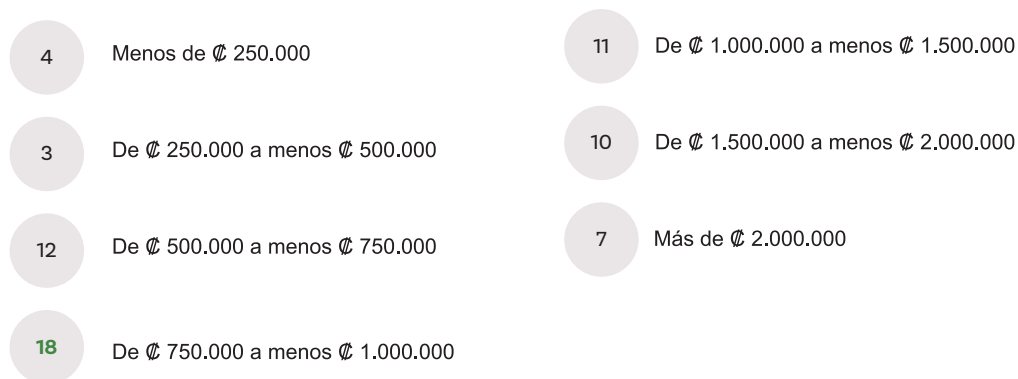 4 Menos de ₡ 250.000
3 De ₡ 250.000 a menos ₡ 500.000
12 De ₡ 500.000 a menos ₡ 750.000
18 De ₡ 750.000 a menos ₡ 1.000.000
11 De ₡ 1.000.000 a menos ₡ 1.500.000
10 De ₡ 1.500.000 a menos ₡ 2.000.000
7 Más de ₡ 2.000.000